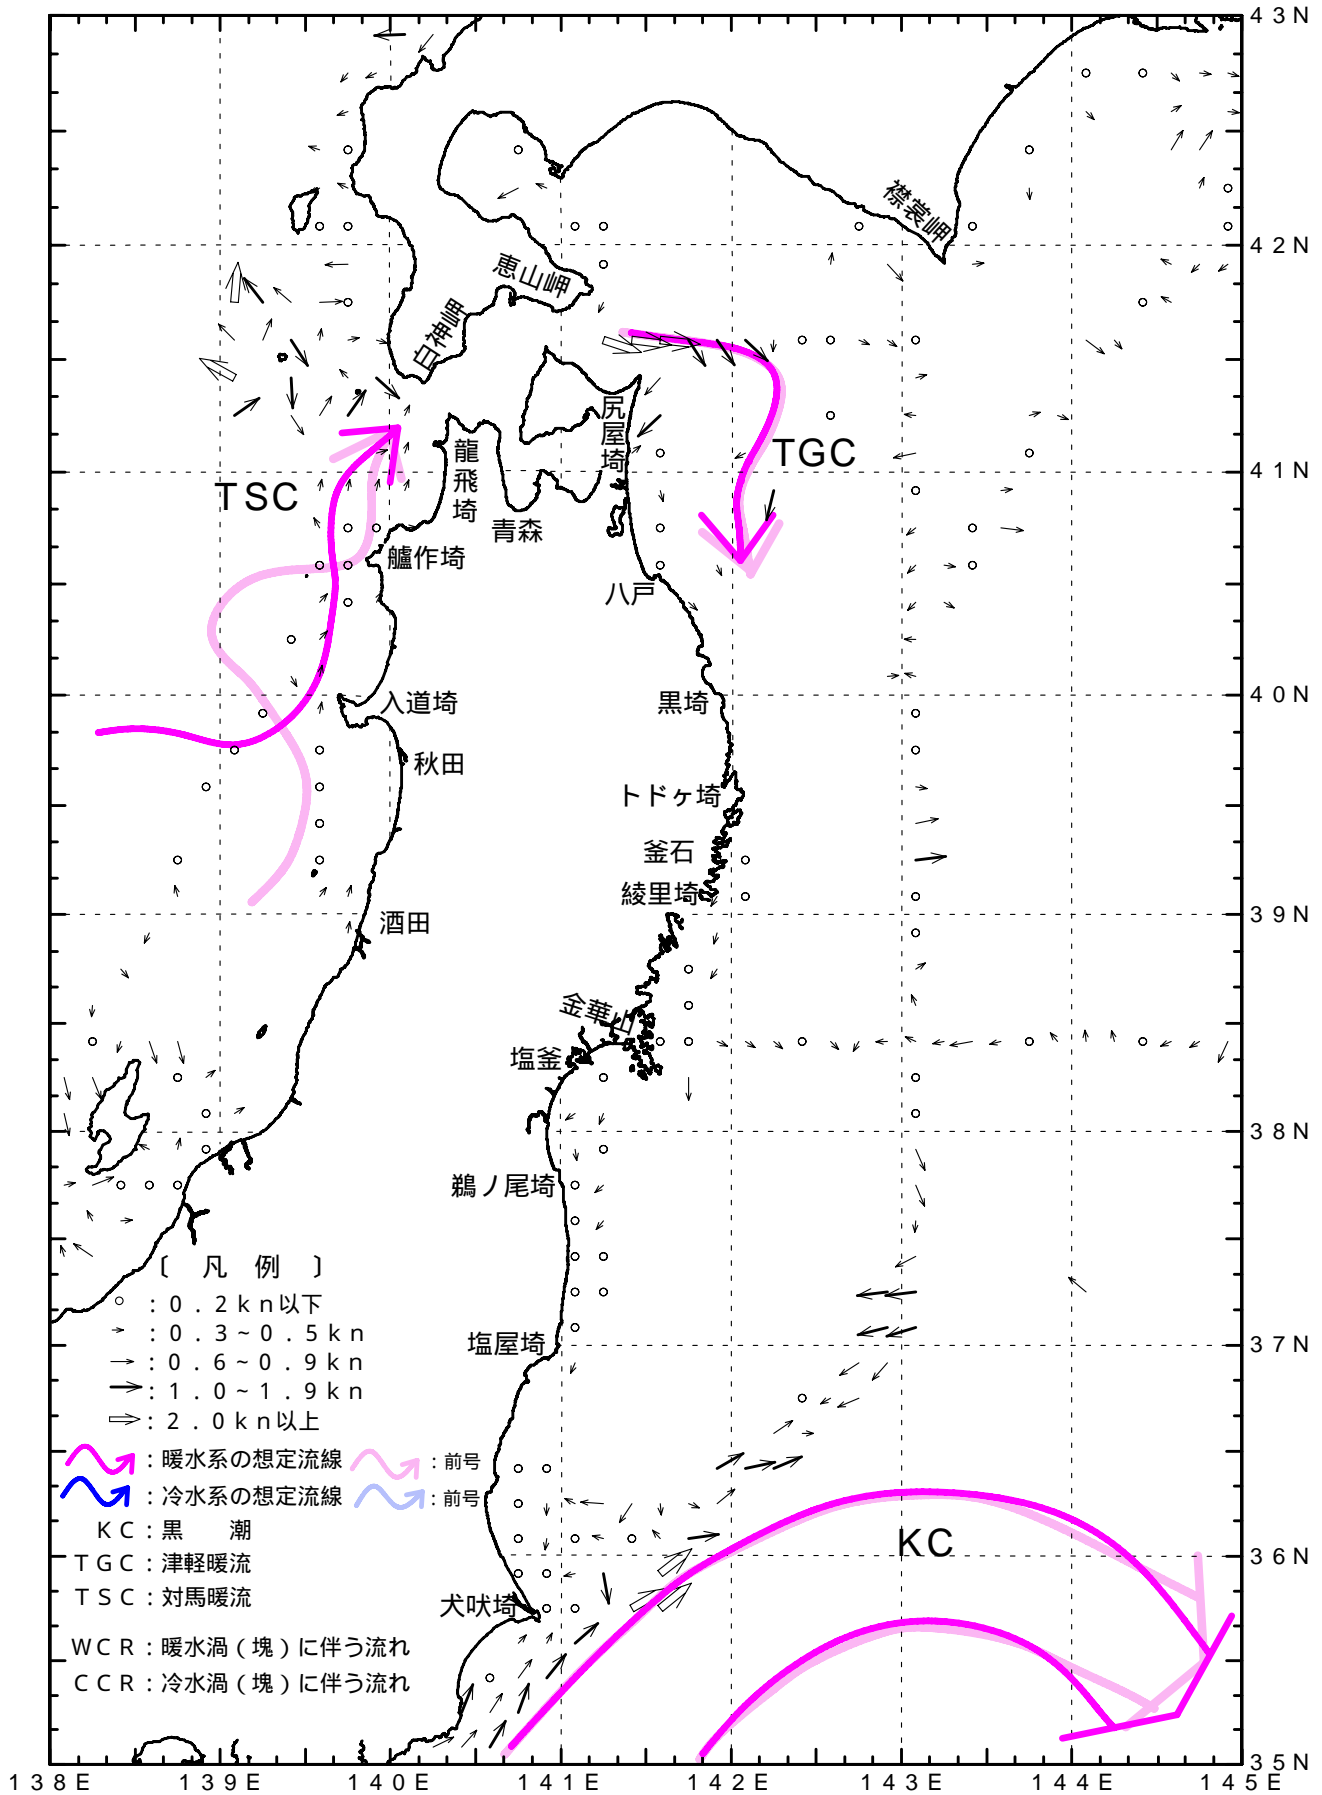 43N
襟裳岬
42N
恵山岬
白神岬
尻屋埼
TGC
龍飛埼
41N
TSC
青森
艫作埼
八戸
入道埼
黒埼
40N
秋田
トドヶ埼
釜石
綾里埼
酒田
39N
金華山
塩釜
38N
鵜ノ尾埼
〔 凡 例 〕
:0.2kn以下
:0.3~0.5kn
塩屋埼
37N
:0.6~0.9kn
:1.0~1.9kn
:2.0kn以上
:暖水系の想定流線 :前号
:冷水系の想定流線 :前号
KC:黒 潮
KC
TGC:津軽暖流
36N
TSC:対馬暖流
犬吠埼
WCR:暖水渦(塊)に伴う流れ
CCR:冷水渦(塊)に伴う流れ
35N
138E 139E 140E 141E 142E 143E 144E 145E